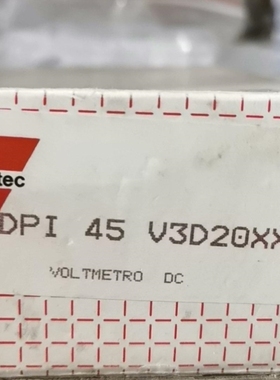 tec
DPI 45 V3D20XX
VOLTMETRO DC